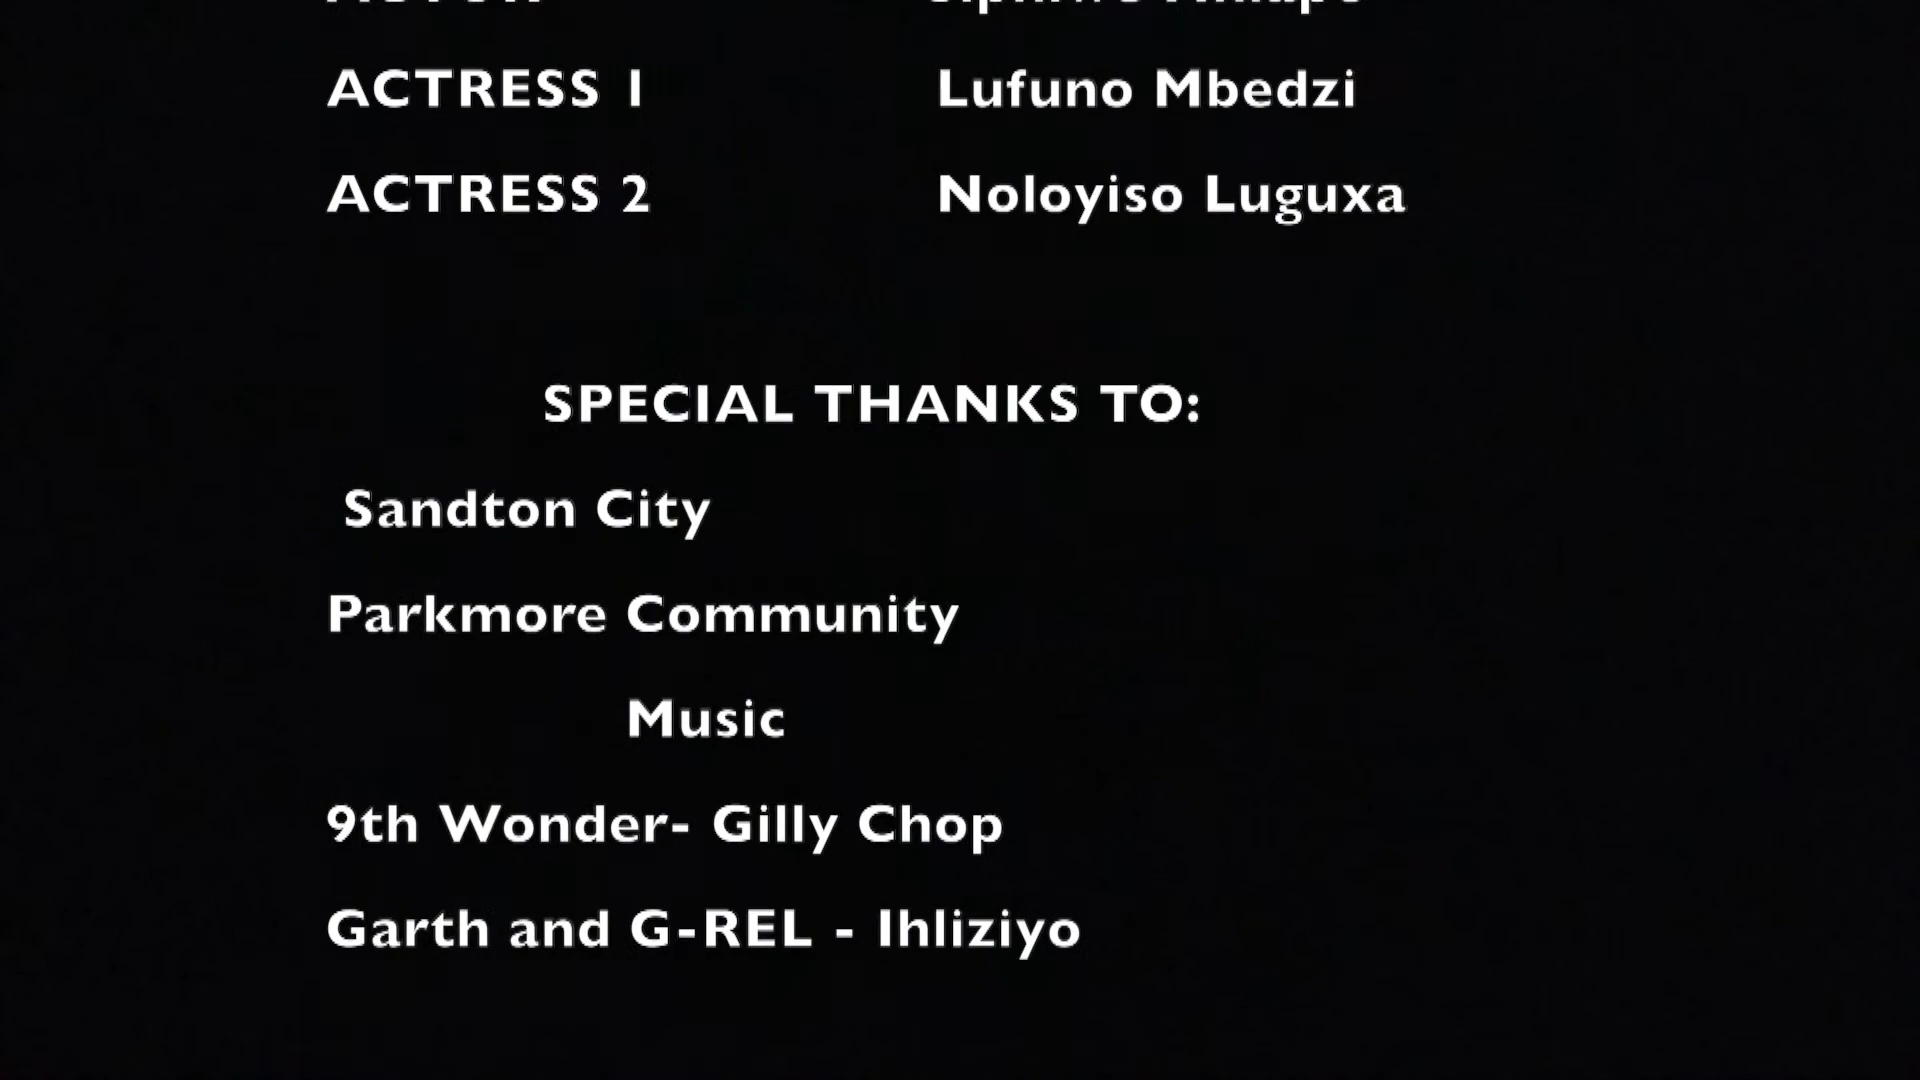 ACTRESS 1 Lufuno Mbedzi
ACTRESS 2 Noloyiso Luguxa
SPECIAL THANKS TO:
Sandton City
Parkmore Community
Music
9th Wonder- Gilly Chop
Garth and G-REL - Ihliziyo